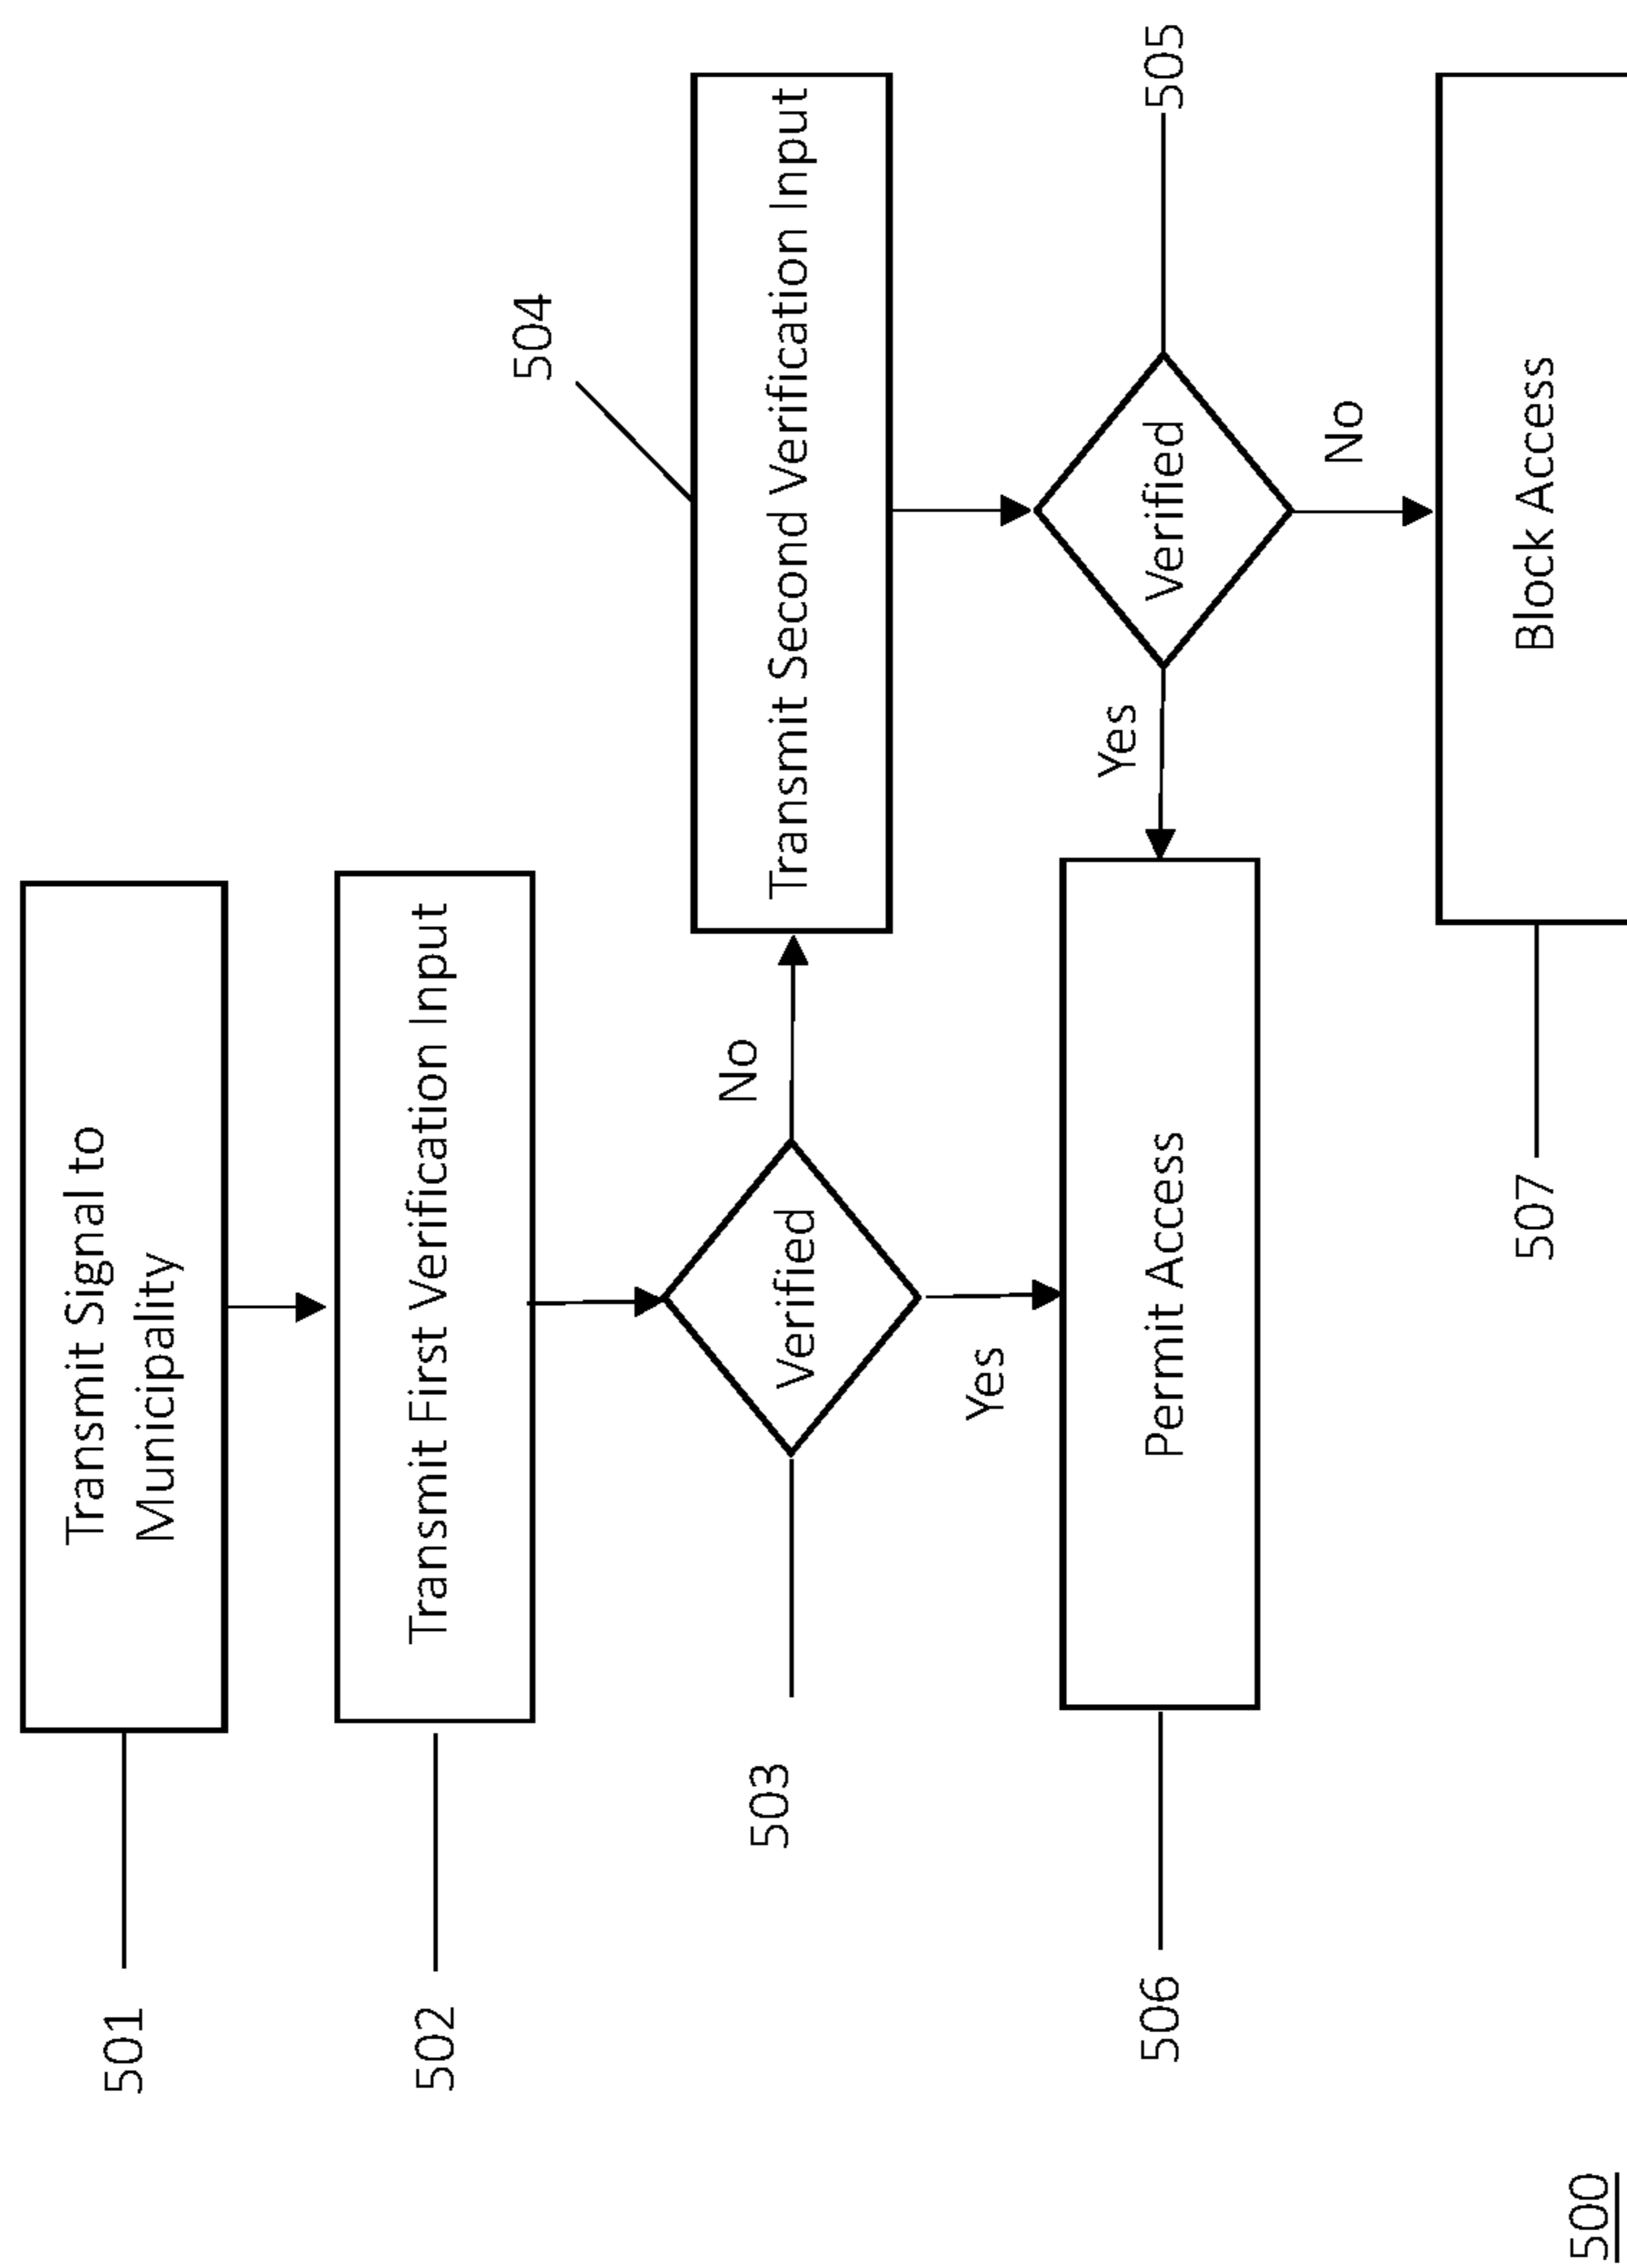 501
Transmit Signal to
Municipality
502
Transmit First Verification Input
503
Verified
No
504
Transmit Second Verification Input
Yes
Verified
505
Yes
No
506
Permit Access
507
Block Access
500